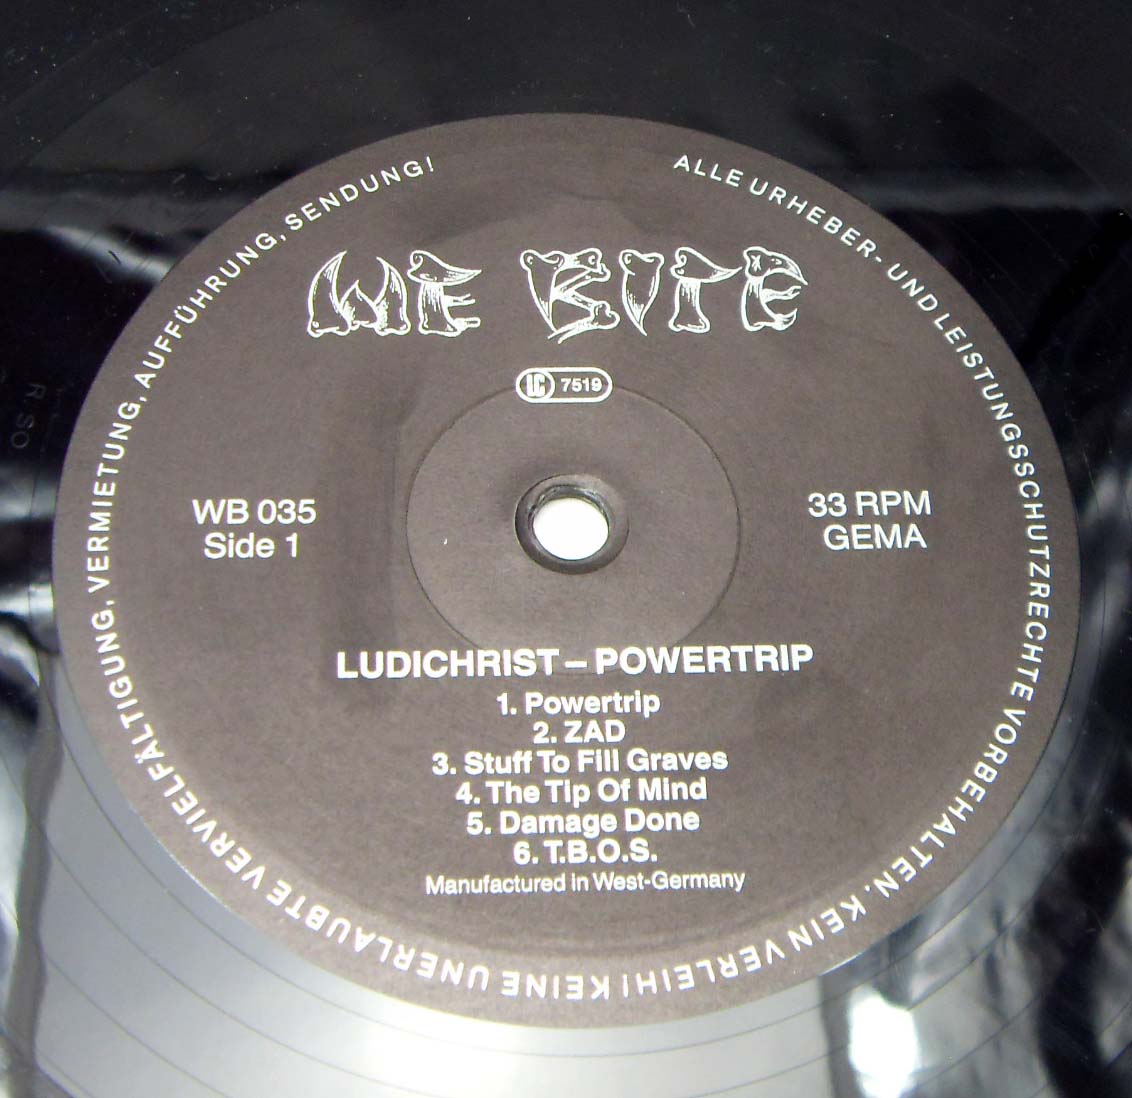 ALLE URHEBER- UND LEISTUNGSSCHUTZRECHTE VORBEHALTEN. KEIN VERLEIH! KEINE UNERLAUBTE VERVIELFÄLTIGUNG, VERMIETUNG, AUFFÜHRUNG, SENDUNG!
WE BITE
LC 7519
WB 035
Side 1
33 RPM
GEMA
LUDICHRIST – POWERTRIP
1. Powertrip
2. ZAD
3. Stuff To Fill Graves
4. The Tip Of Mind
5. Damage Done
6. T.B.O.S.
Manufactured in West-Germany